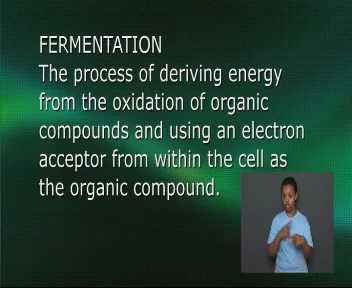 FERMENTATION
The process of deriving energy
from the oxidation of organic
compounds and using an electron
acceptor from within the cell as
the organic compound.